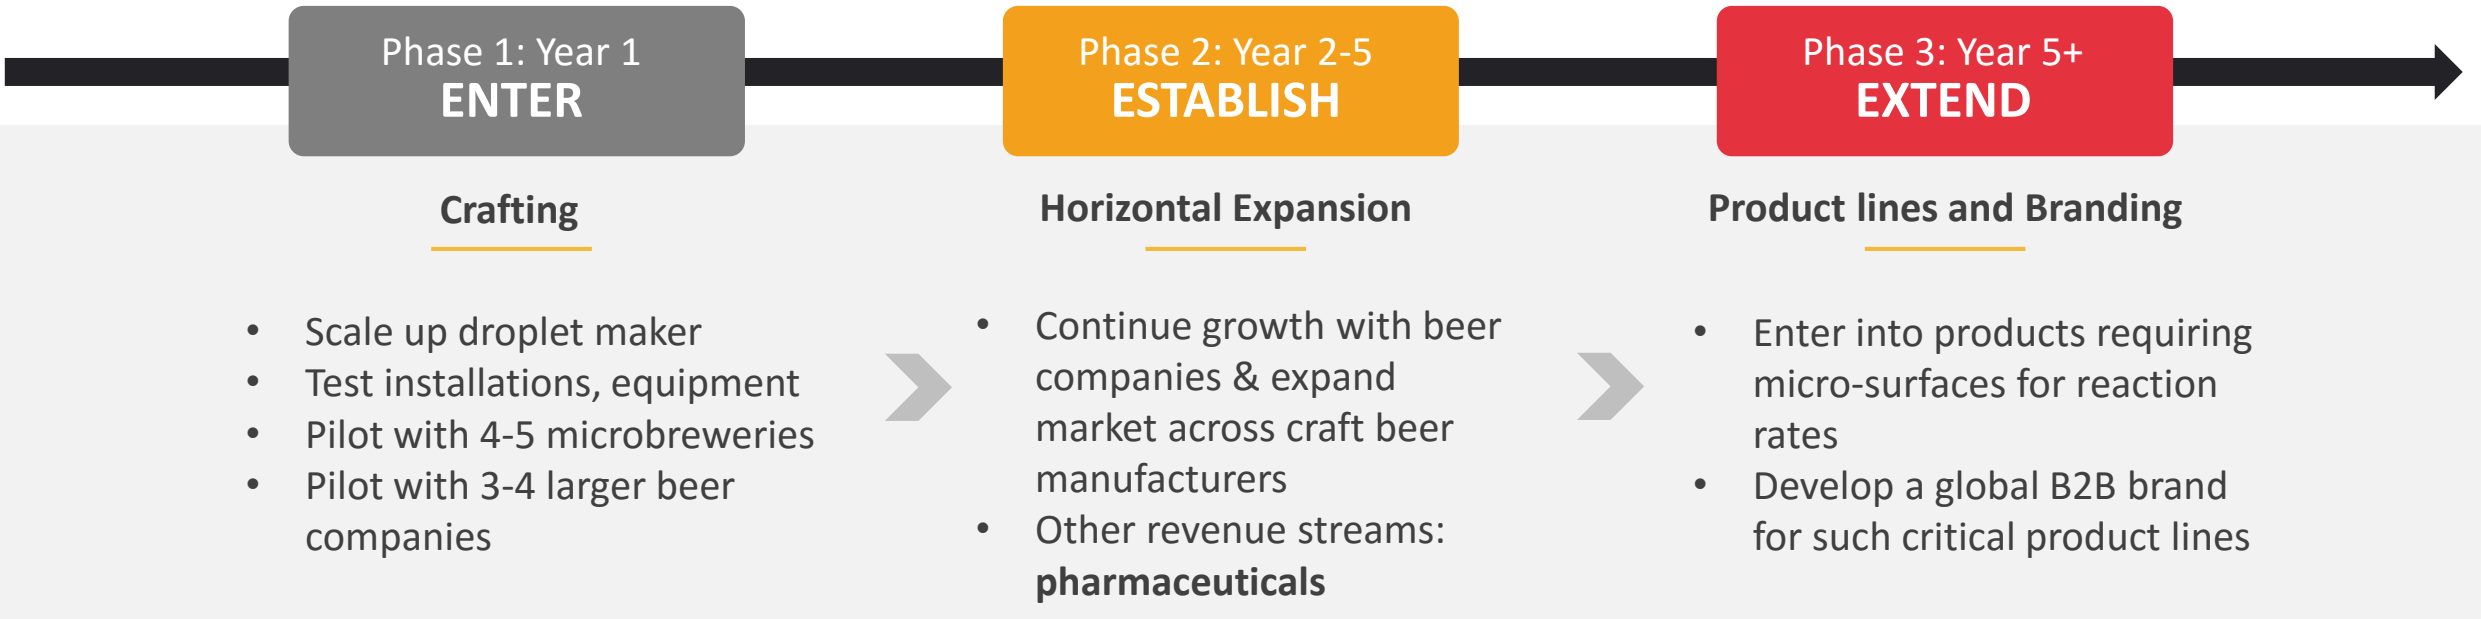 Phase 1: Year 1
ENTER
Crafting
• Scale up droplet maker
• Test installations, equipment
• Pilot with 4-5 microbreweries
• Pilot with 3-4 larger beer
companies
Phase 2: Year 2-5
ESTABLISH
Horizontal Expansion
• Continue growth with beer
companies & expand
market across craft beer
manufacturers
• Other revenue streams:
pharmaceuticals
Phase 3: Year 5+
EXTEND
Product lines and Branding
• Enter into products requiring
micro-surfaces for reaction
rates
• Develop a global B2B brand
for such critical product lines